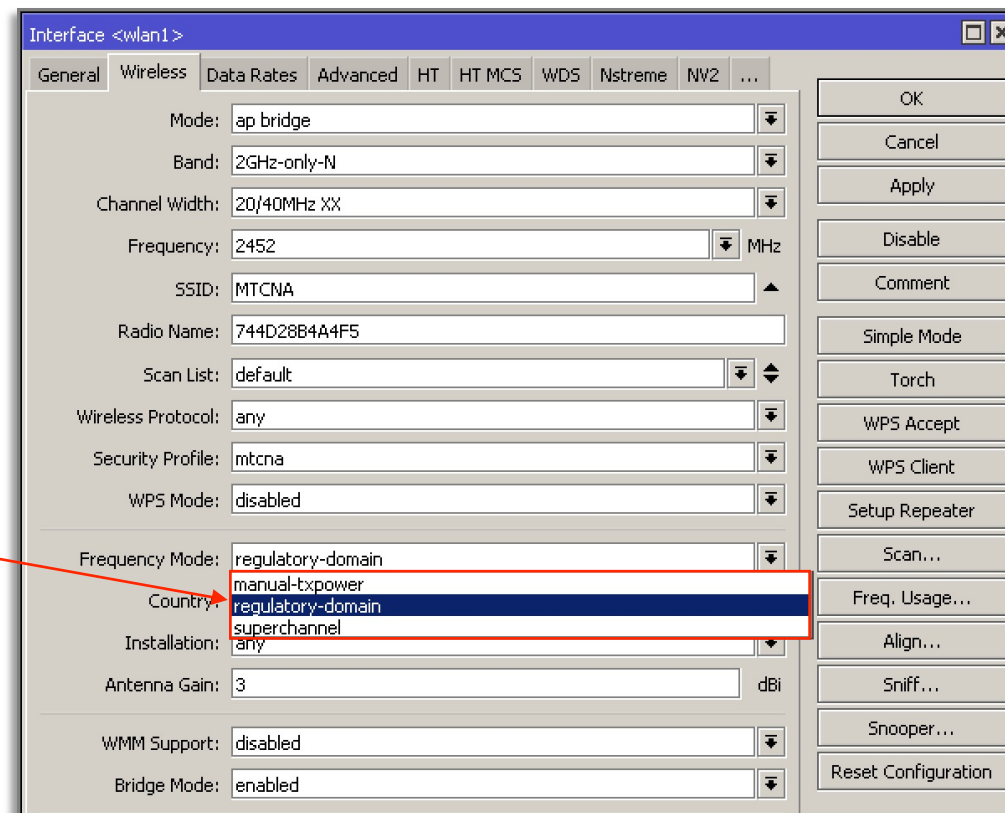 Interface <wlan1>
General Wireless Data Rates Advanced HT HT MCS WDS Nstreme NV2 ...
Mode: ap bridge
Band: 2GHz-only-N
Channel Width: 20/40MHz XX
Frequency: 2452 MHz
SSID: MTCNA
Radio Name: 744D28B4A4F5
Scan List: default
Wireless Protocol: any
Security Profile: mtcna
WPS Mode: disabled
Frequency Mode: regulatory-domain
manual-txpower
Country: regulatory-domain
superchannel
Installation: any
Antenna Gain: 3 dBi
WMM Support: disabled
Bridge Mode: enabled
OK
Cancel
Apply
Disable
Comment
Simple Mode
Torch
WPS Accept
WPS Client
Setup Repeater
Scan...
Freq. Usage...
Align...
Sniff...
Snooper...
Reset Configuration